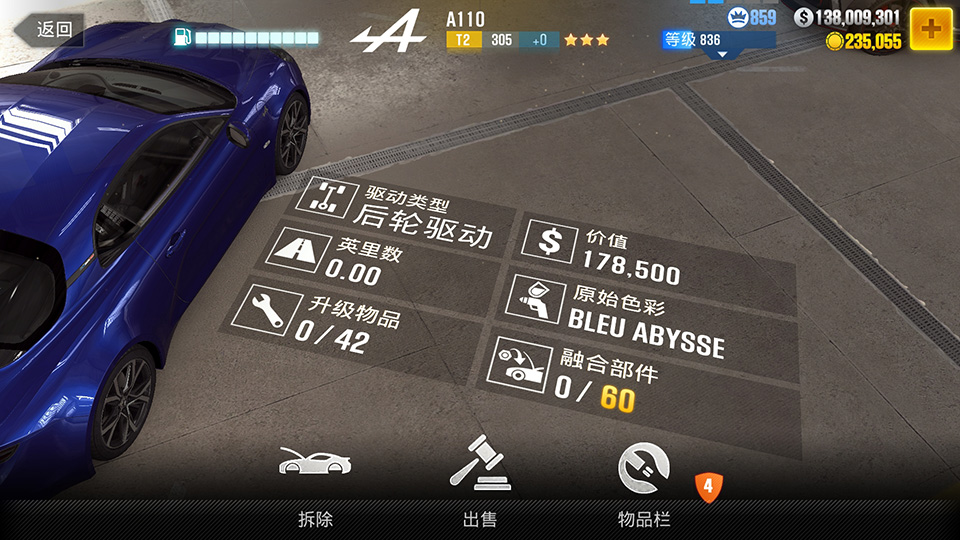 返回
A110
T2 305 +0
859
等级 836
138,009,301
235,055
驱动类型
后轮驱动
英里数
0.00
升级物品
0/42
价值
178,500
原始色彩
BLEU ABYSSE
融合部件
0/60
拆除
出售
物品栏
4